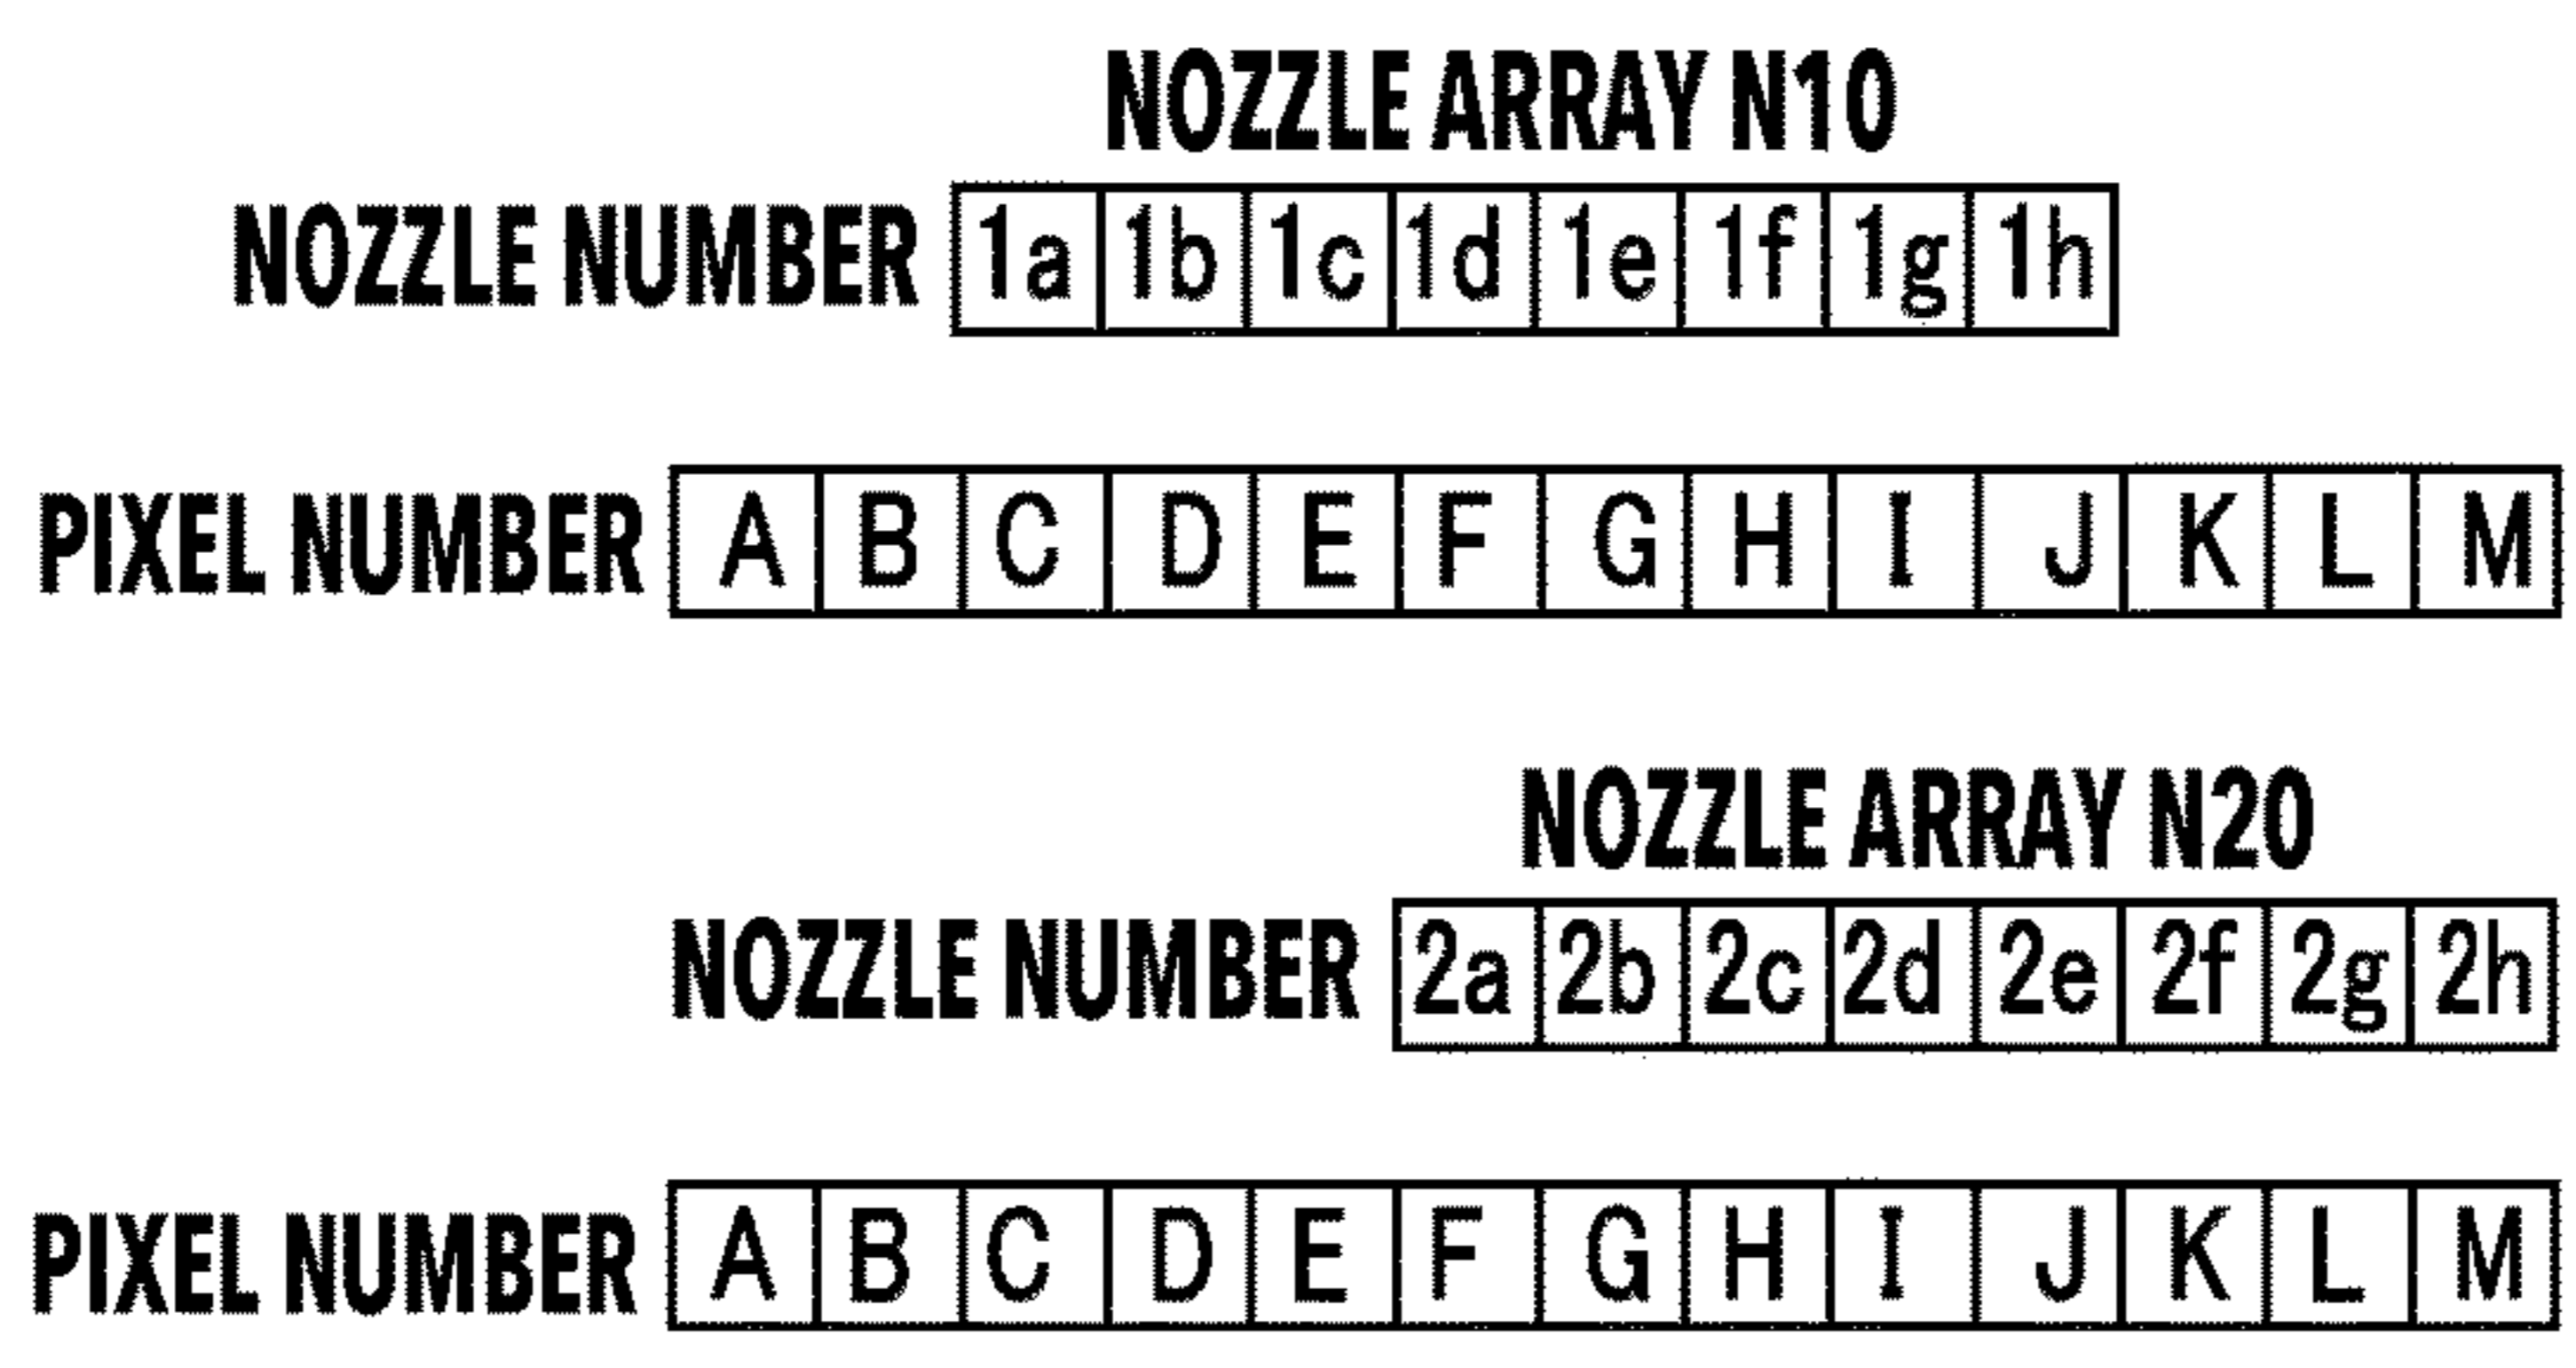 NOZZLE ARRAY N10
NOZZLE NUMBER 1a 1b 1c 1d 1e 1f 1g 1h
PIXEL NUMBER A B C D E F G H I J K L M
NOZZLE ARRAY N20
NOZZLE NUMBER 2a 2b 2c 2d 2e 2f 2g 2h
PIXEL NUMBER A B C D E F G H I J K L M